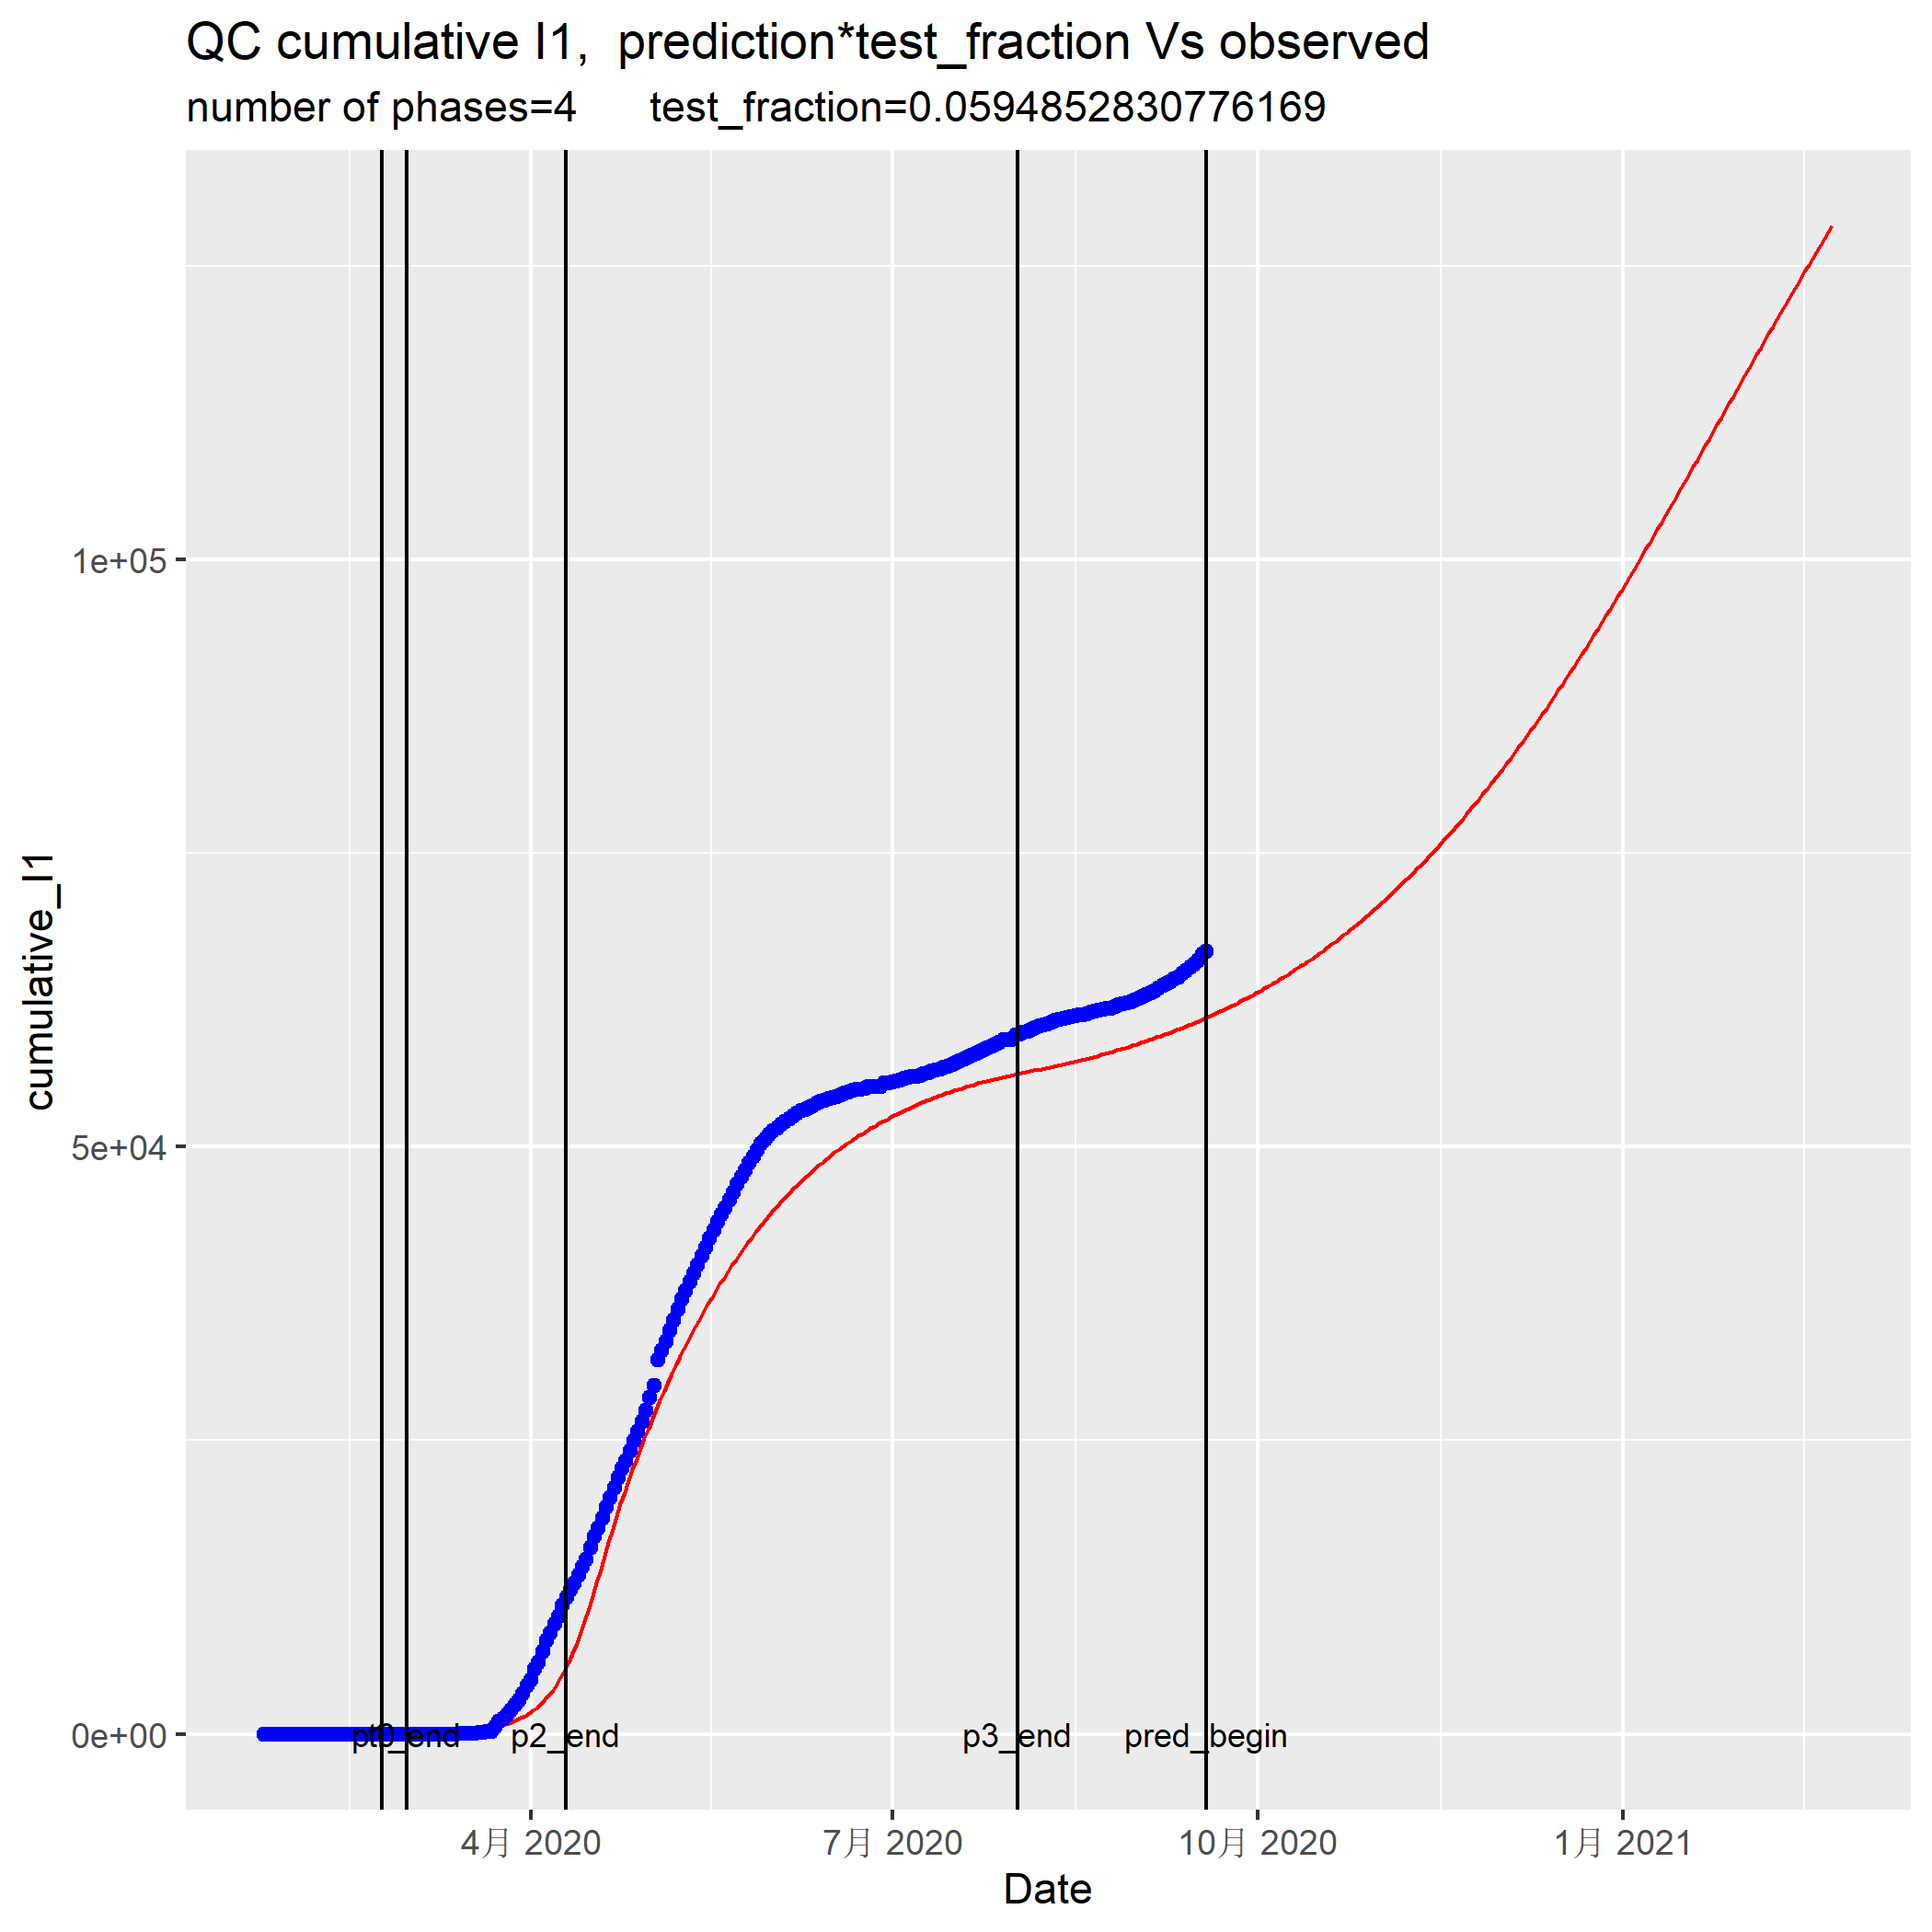 QC cumulative I1,  prediction*test_fraction Vs observed
number of phases=4      test_fraction=0.0594852830776169
cumulative_I1
1e+05
5e+04
0e+00
p2_end
p3_end
pred_begin
4月 2020
7月 2020
10月 2020
1月 2021
Date